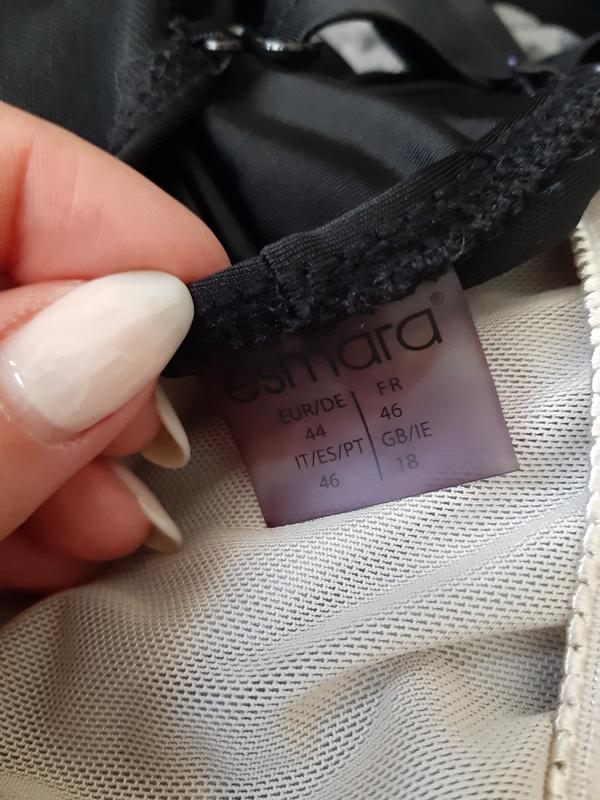 esmara®
EUR/DE
44
IT/ES/PT
46
FR
46
GB/IE
18